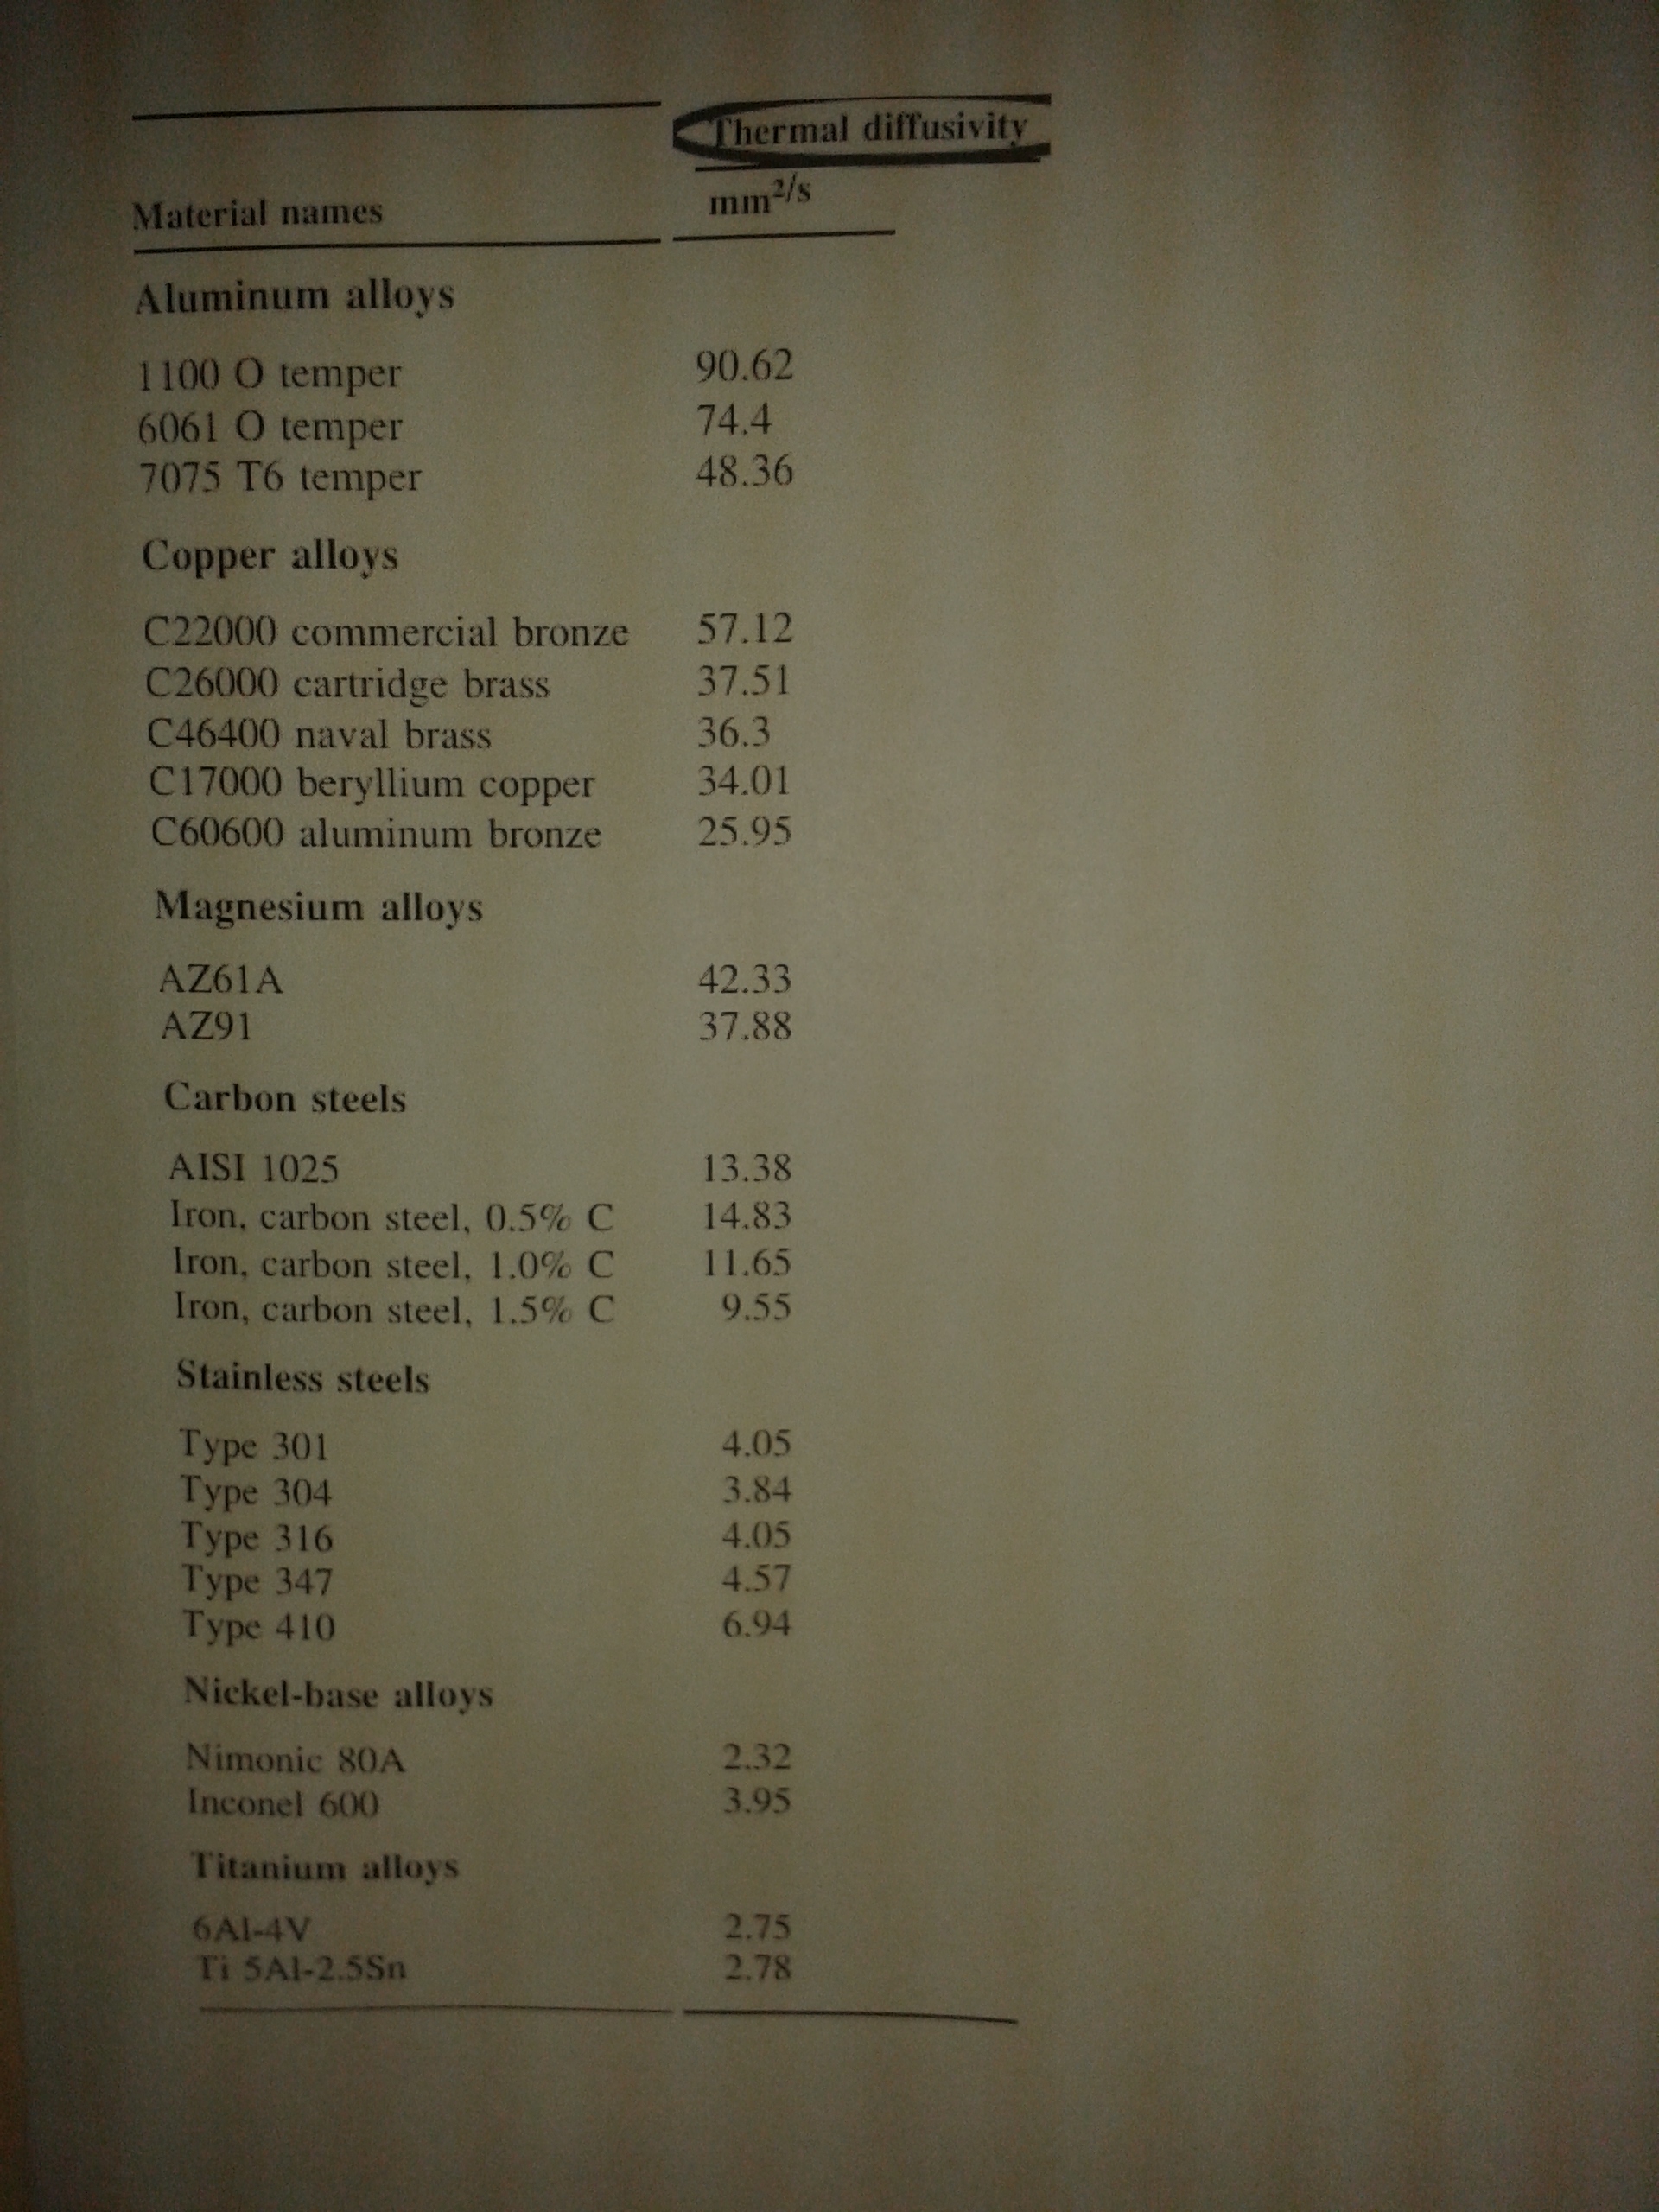 Thermal diffusivity
Material names mm²/s
Aluminum alloys
1100 O temper 90.62
6061 O temper 74.4
7075 T6 temper 48.36
Copper alloys
C22000 commercial bronze 57.12
C26000 cartridge brass 37.51
C46400 naval brass 36.3
C17000 beryllium copper 34.01
C60600 aluminum bronze 25.95
Magnesium alloys
AZ61A 42.33
AZ91 37.88
Carbon steels
AISI 1025 13.38
Iron, carbon steel, 0.5% C 14.83
Iron, carbon steel, 1.0% C 11.65
Iron, carbon steel, 1.5% C 9.55
Stainless steels
Type 301 4.05
Type 304 3.84
Type 316 4.05
Type 347 4.57
Type 410 6.94
Nickel-base alloys
Nimonic 80A 2.32
Inconel 600 3.95
Titanium alloys
6Al-4V 2.75
Ti 5Al-2.5Sn 2.78